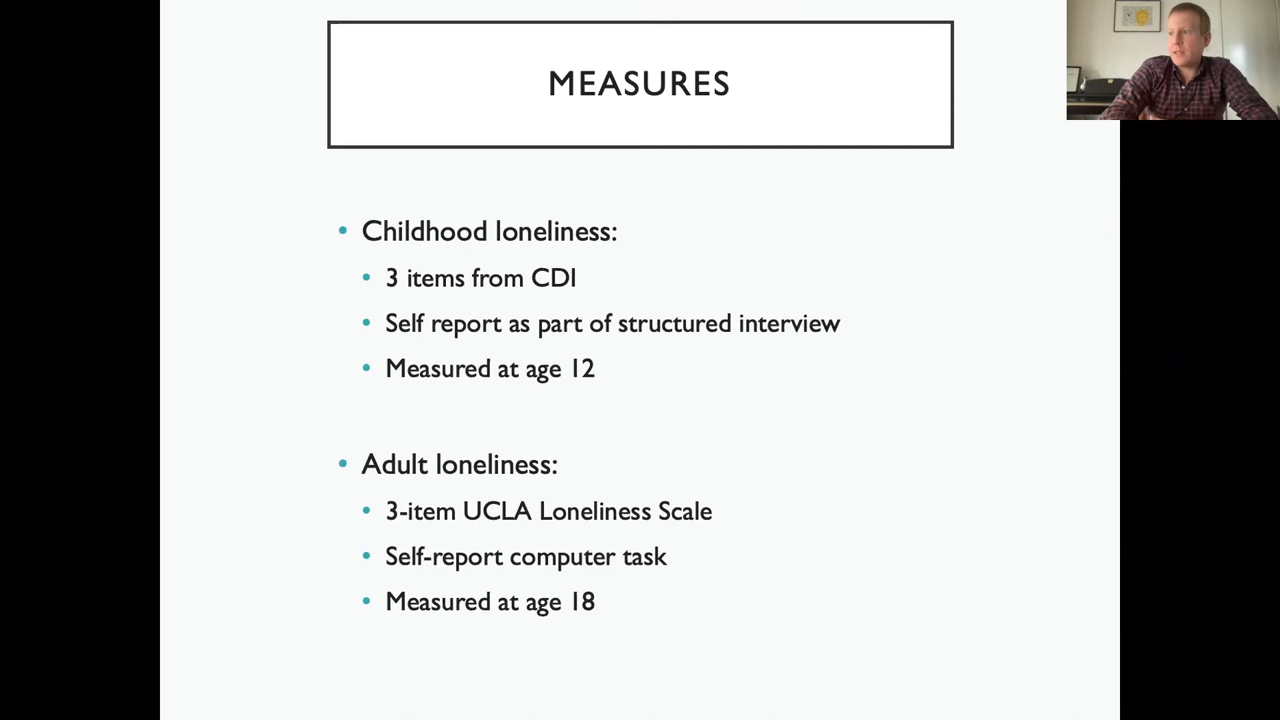 MEASURES
• Childhood loneliness:
• 3 items from CDI
• Self report as part of structured interview
• Measured at age 12
• Adult loneliness:
• 3-item UCLA Loneliness Scale
• Self-report computer task
• Measured at age 18